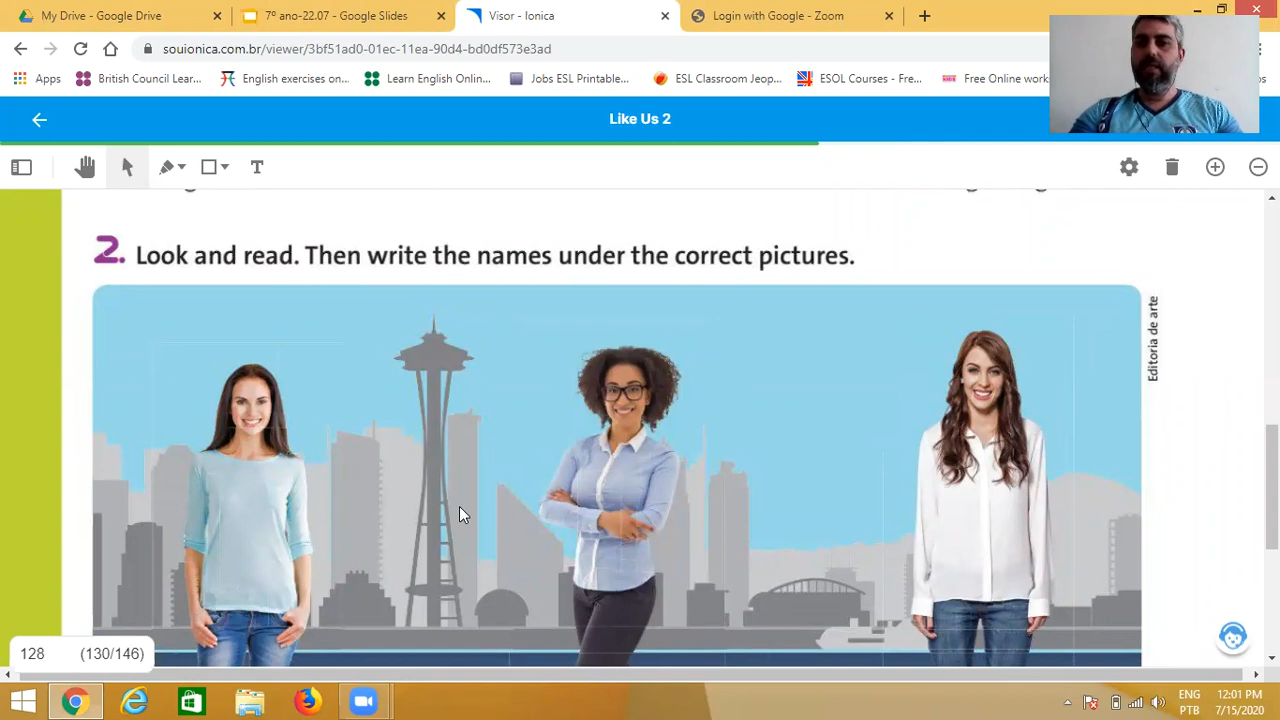 My Drive - Google Drive
7º ano-22.07 - Google Slides
Visor - Ionica
Login with Google - Zoom
souionica.com.br/viewer/3bf51ad0-01ec-11ea-90d4-bd0df573e3ad
Apps
British Council Lear...
English exercises on...
Learn English Onlin...
Jobs ESL Printable...
ESL Classroom Jeop...
ESOL Courses - Fre...
Free Online work
Like Us 2
T
2. Look and read. Then write the names under the correct pictures.
Editoria de arte
128 (130/146)
ENG 12:01 PM
PTB 7/15/2020